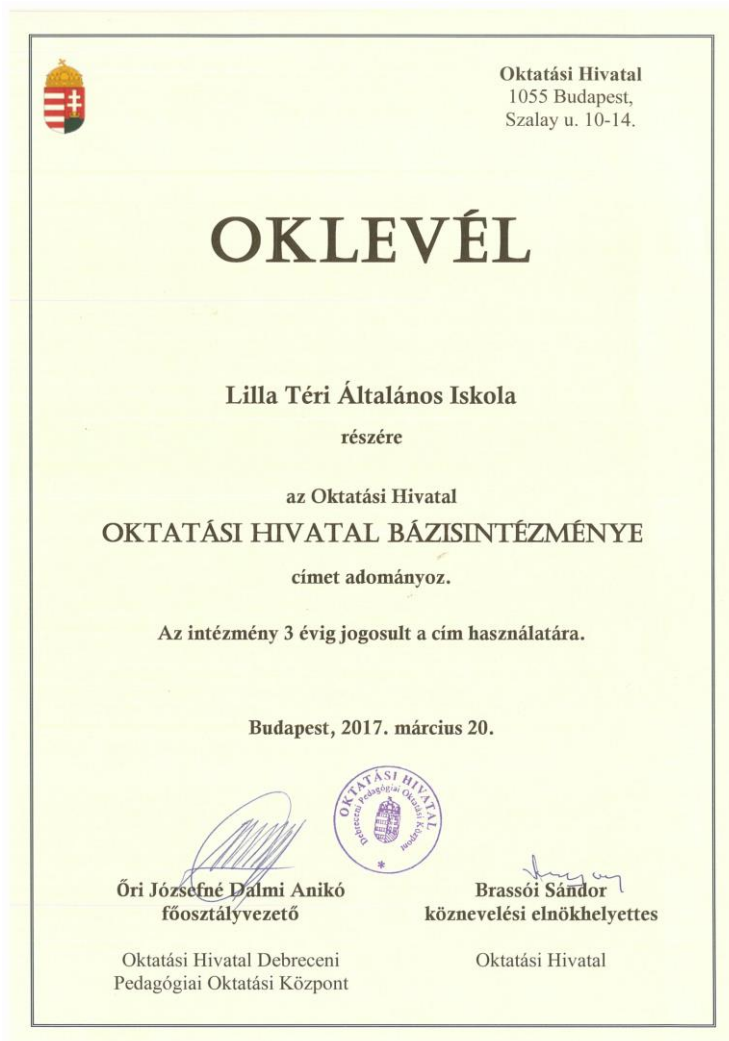 Oktatási Hivatal
1055 Budapest,
Szalay u. 10-14.
OKLEVÉL
Lilla Téri Általános Iskola
részére
az Oktatási Hivatal
OKTATÁSI HIVATAL BÁZISINTÉZMÉNYE
címet adományoz.
Az intézmény 3 évig jogosult a cím használatára.
Budapest, 2017. március 20.
OKTATÁSI HIVATAL
Debreceni Pedagógiai Oktatási Központ
*
Őri Józsefné Dalmi Anikó
főosztályvezető
Oktatási Hivatal Debreceni
Pedagógiai Oktatási Központ
Brassói Sándor
köznevelési elnökhelyettes
Oktatási Hivatal